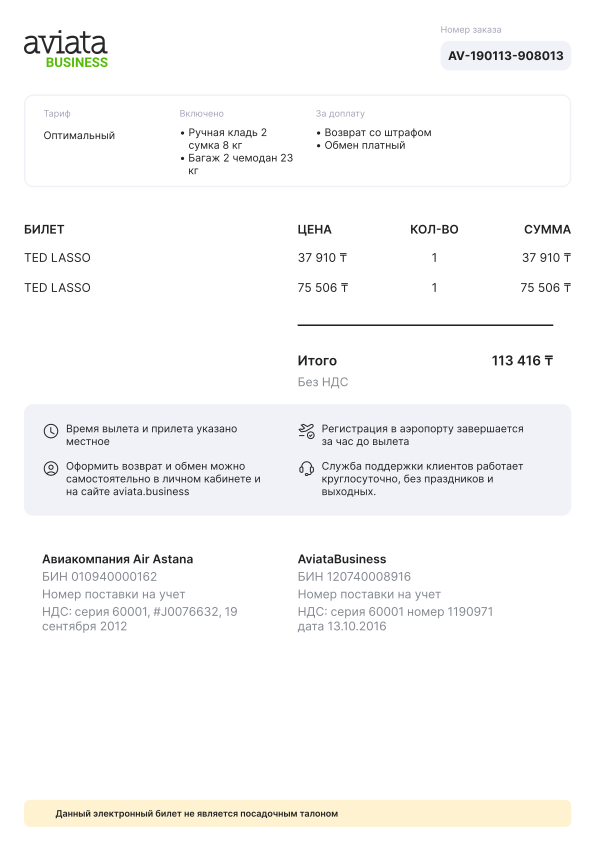 Номер заказа
aviata
BUSINESS
AV-190113-908013
Тариф
Оптимальный
Включено
• Ручная кладь 2
сумка 8 кг
• Багаж 2 чемодан 23
кг
За доплату
• Возврат со штрафом
• Обмен платный
БИЛЕТ ЦЕНА КОЛ-ВО СУММА
TED LASSO 37 910 ₸ 1 37 910 ₸
TED LASSO 75 506 ₸ 1 75 506 ₸
Итого 113 416 ₸
Без НДС
Время вылета и прилета указано
местное
Регистрация в аэропорту завершается
за час до вылета
Оформить возврат и обмен можно
самостоятельно в личном кабинете и
на сайте aviata.business
Служба поддержки клиентов работает
круглосуточно, без праздников и
выходных.
Авиакомпания Air Astana
БИН 010940000162
Номер поставки на учет
НДС: серия 60001, #J0076632, 19
сентября 2012
AviataBusiness
БИН 120740008916
Номер поставки на учет
НДС: серия 60001 номер 1190971
дата 13.10.2016
Данный электронный билет не является посадочным талоном